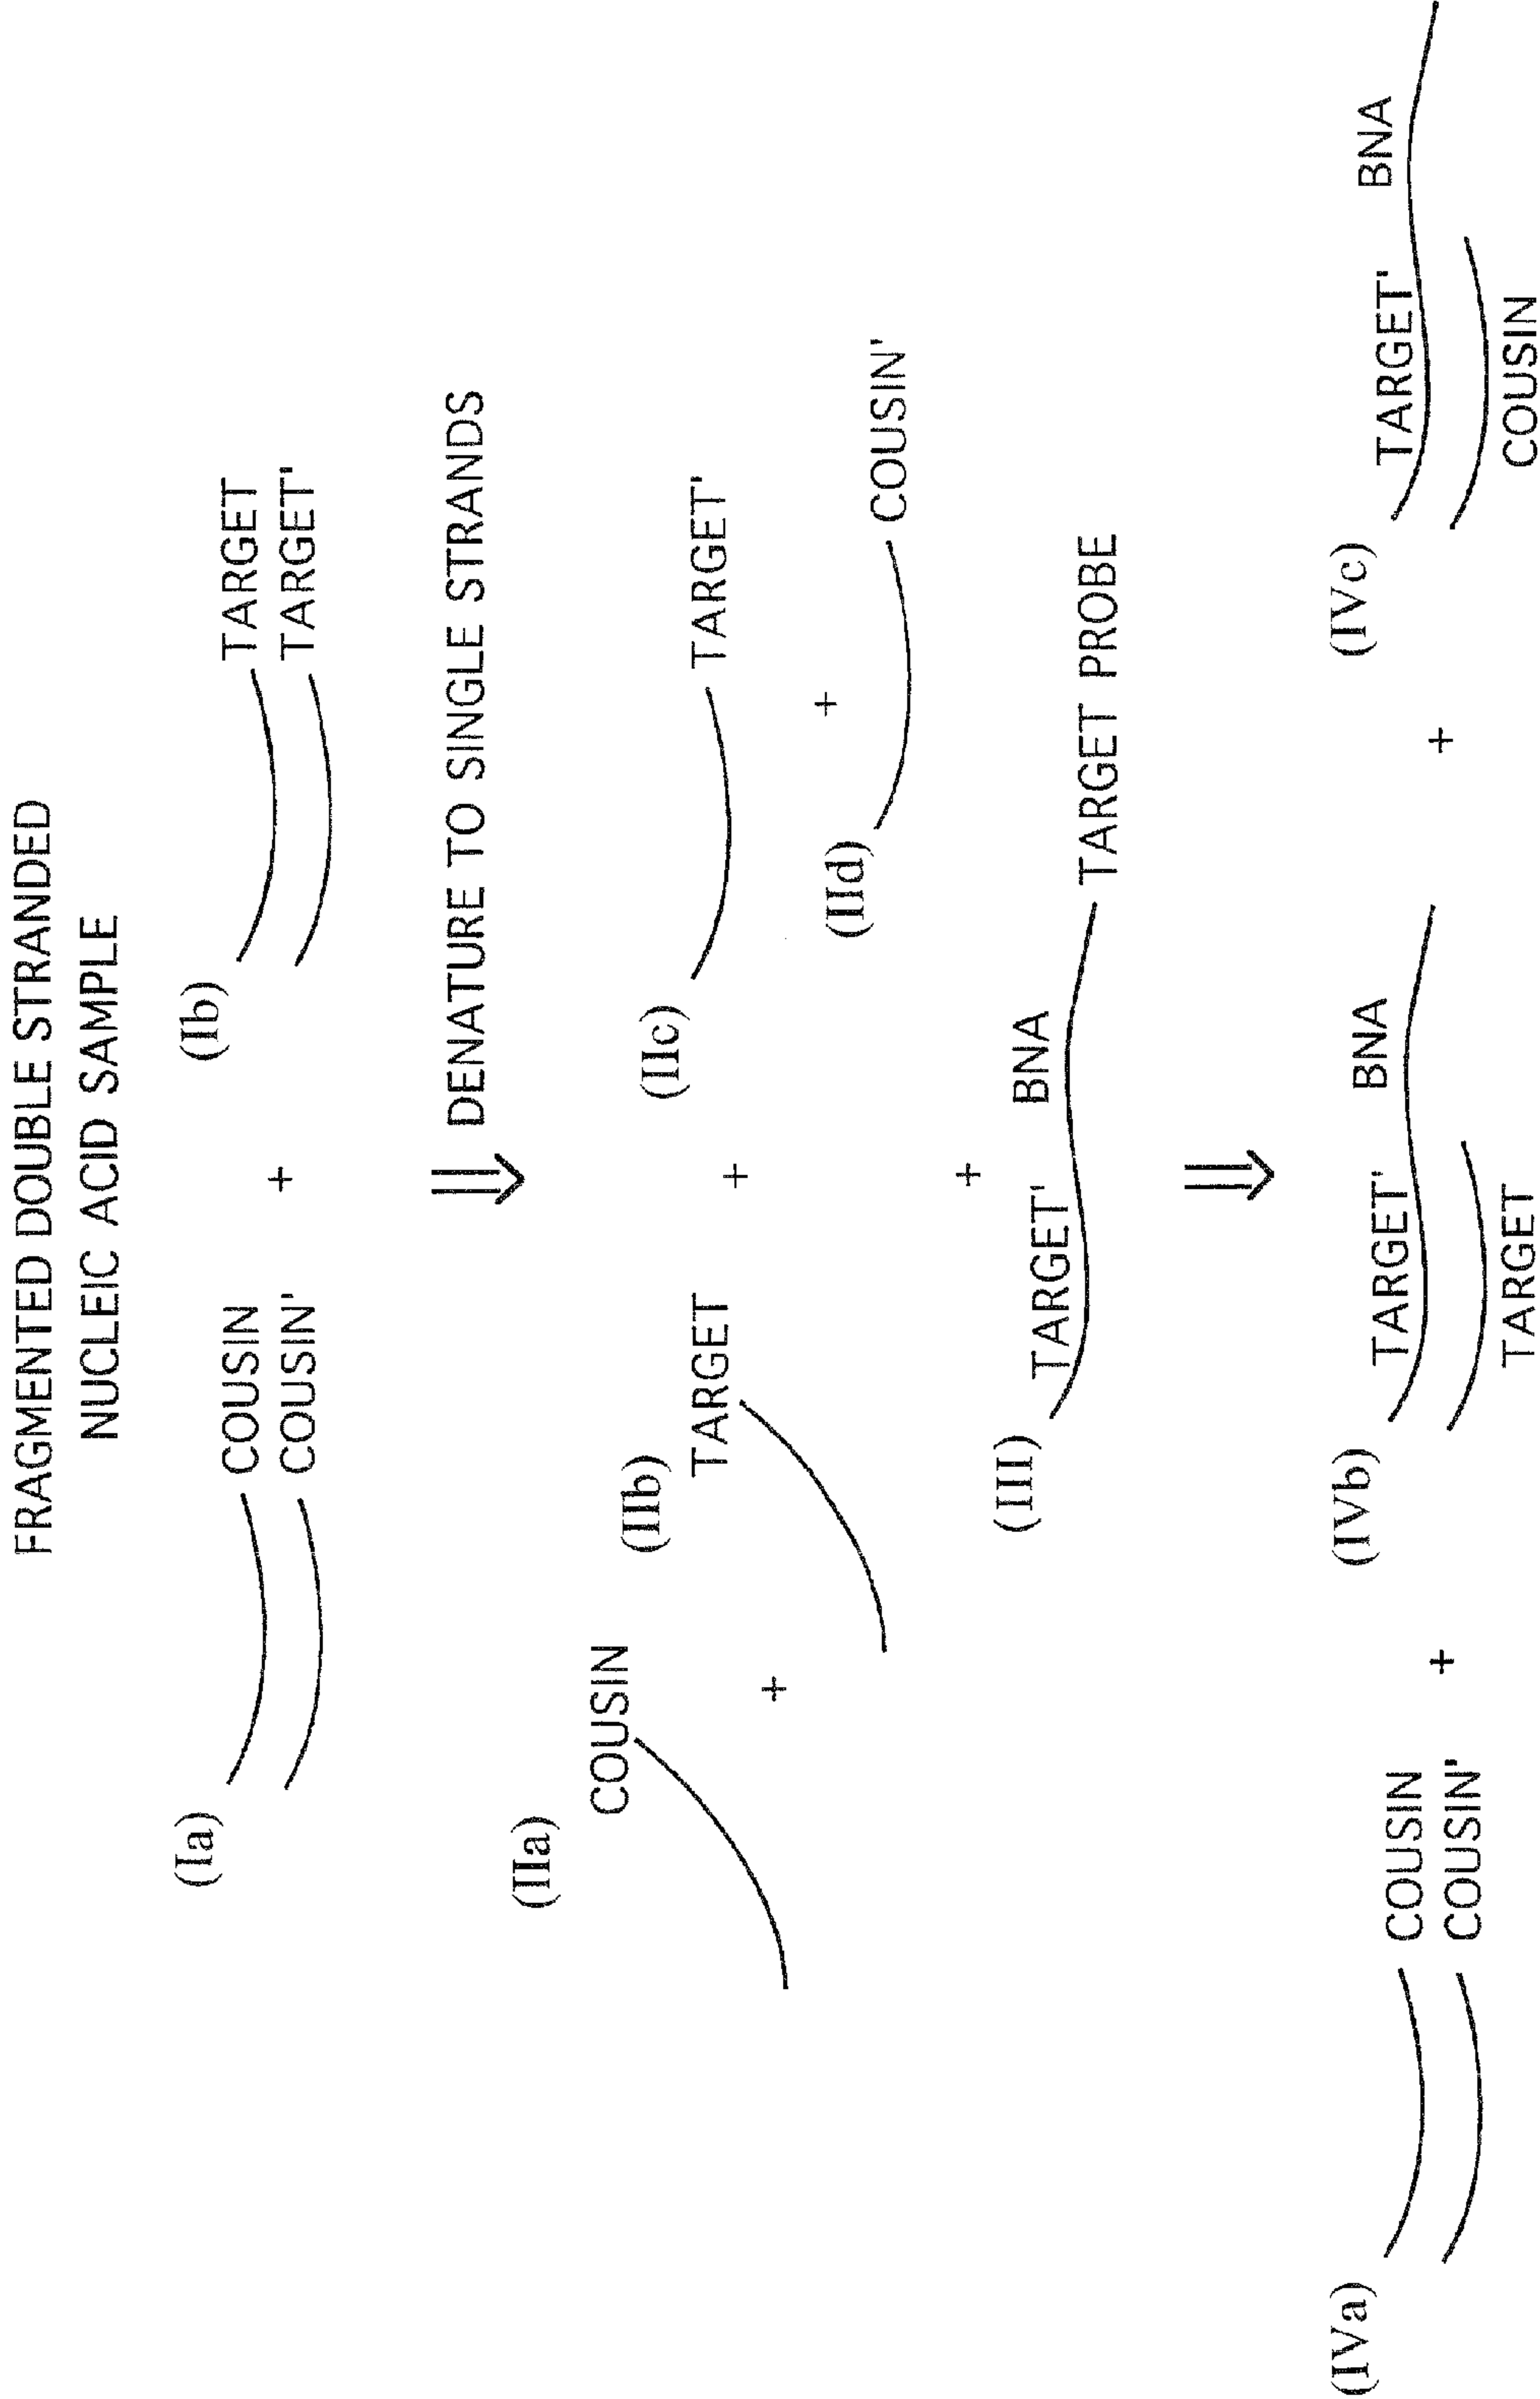 FRAGMENTED DOUBLE STRANDED
NUCLEIC ACID SAMPLE
(Ia)
COUSIN
COUSIN'
+
(Ib)
TARGET
TARGET'
⇒ DENATURE TO SINGLE STRANDS
(IIa)
COUSIN
+
(IIb)
TARGET
+
(IIc)
TARGET'
+
(IId)
COUSIN'
+
(III)
TARGET' BNA
TARGET PROBE
⇒
(IVa)
COUSIN
COUSIN'
+
(IVb)
TARGET' BNA
TARGET
+
(IVc)
TARGET' BNA
COUSIN